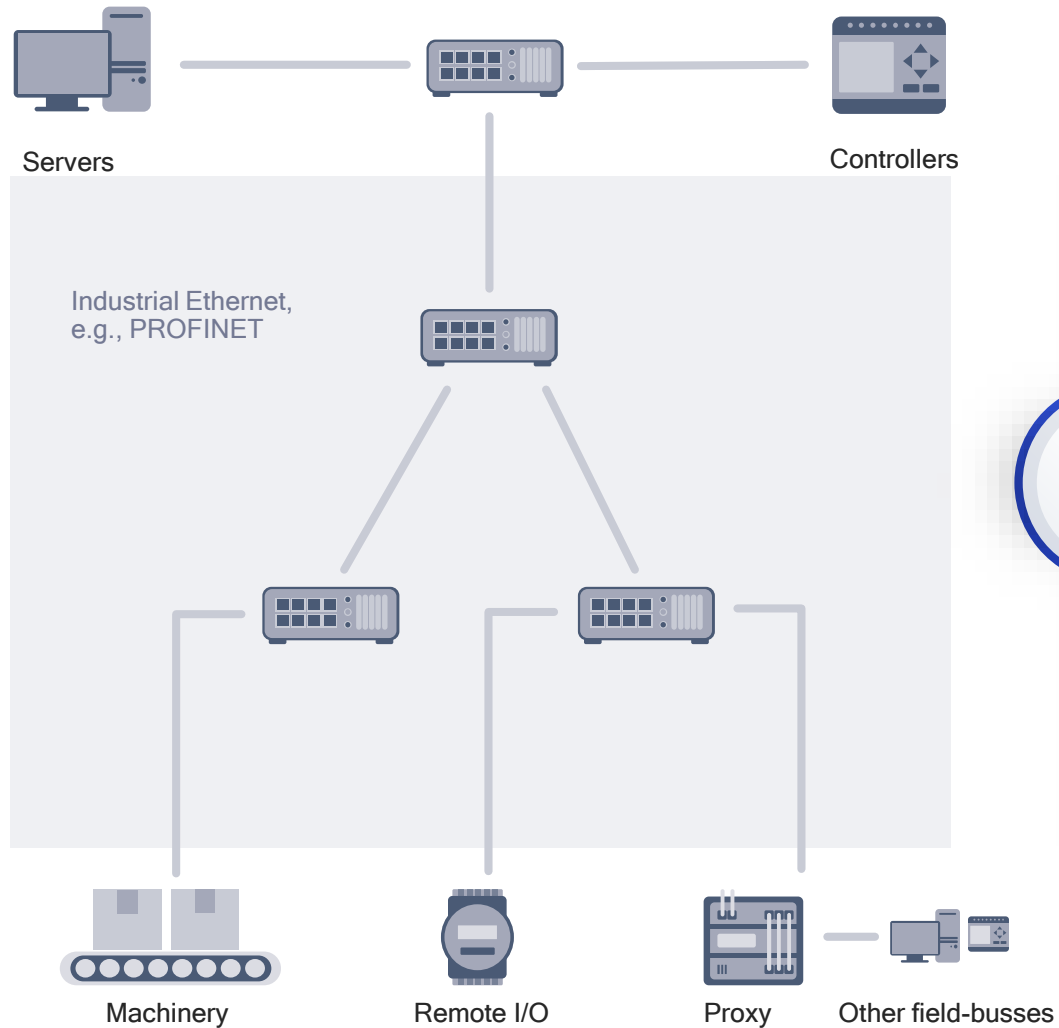 Servers
Controllers
Industrial Ethernet,
e.g., PROFINET
Machinery
Remote I/O
Proxy
Other field-busses